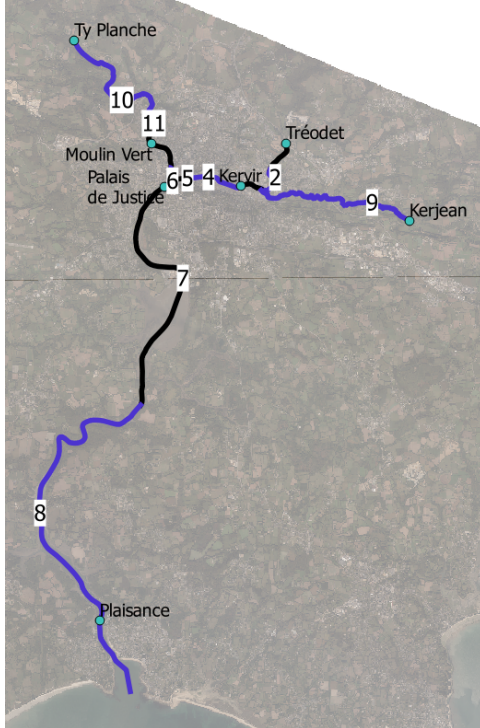 Ty Planche
10
11
Tréodet
Moulin Vert
Palais
de Justice
6
5
4
Kervir
2
9
Kerjean
7
8
Plaisance